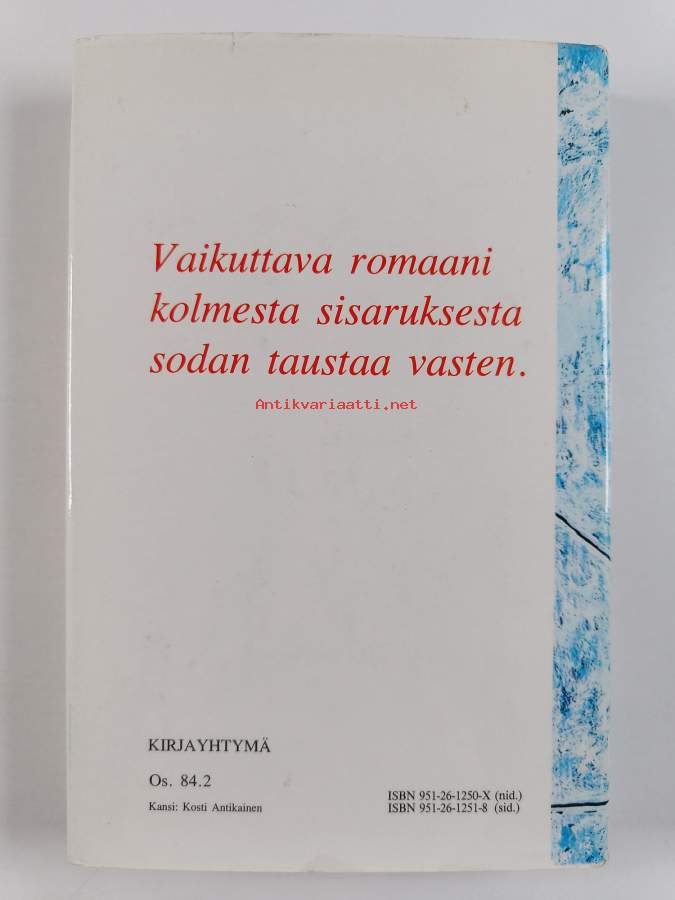 Vaikuttava romaani
kolmesta sisaruksesta
sodan taustaa vasten.
Antikvariaatti.net
KIRJAYHTYMÄ
Os. 84.2
Kansi: Kosti Antikainen
ISBN 951-26-1250-X (nid.)
ISBN 951-26-1251-8 (sid.)